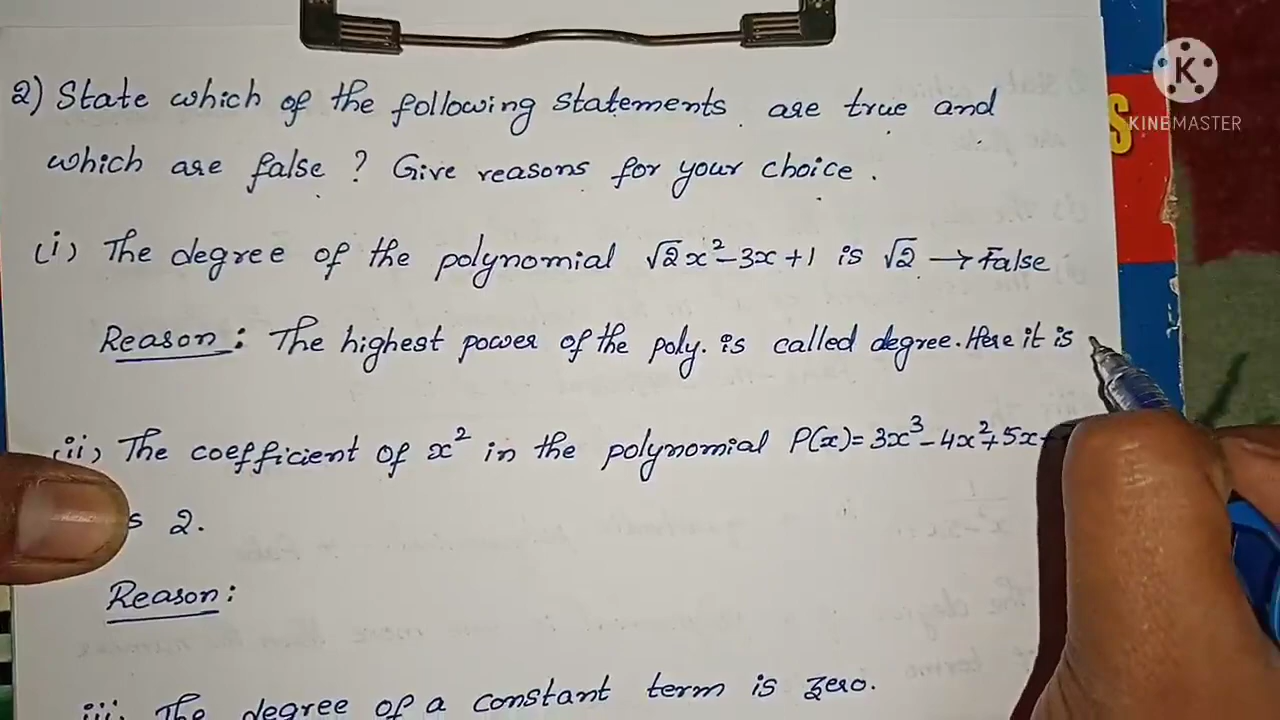 2) State which of the following statements are true and
which are false ? Give reasons for your choice .
(i) The degree of the polynomial √2x²-3x+1 is √2 → False
Reason : The highest power of the poly. is called degree. Here it is
(ii) The coefficient of x² in the polynomial P(x)=3x³-4x²+5x+
2.
Reason :
iii. The degree of a constant term is zero.
K
KINEMASTER
S